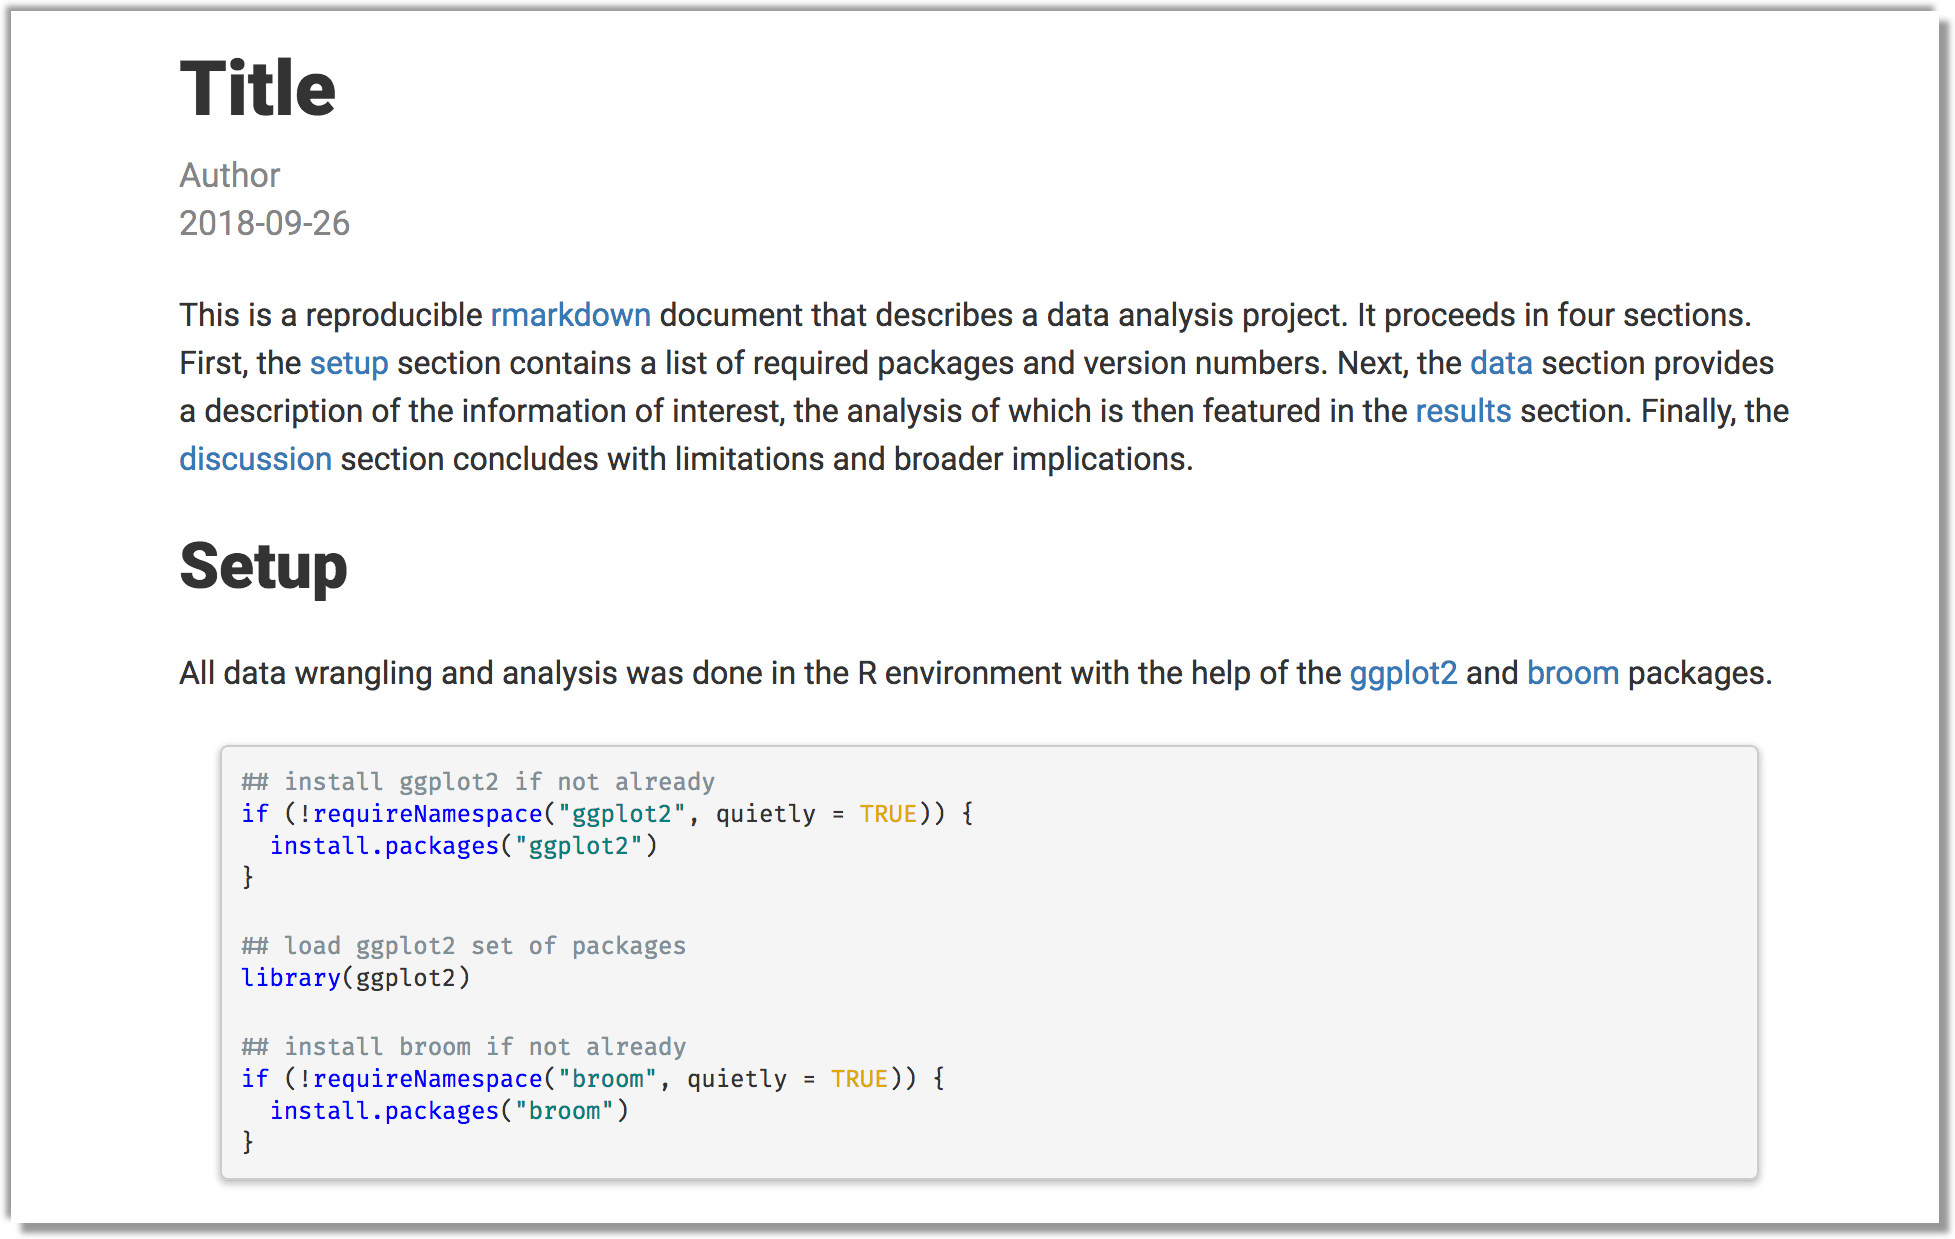 Title
Author
2018-09-26
This is a reproducible rmarkdown document that describes a data analysis project. It proceeds in four sections.
First, the setup section contains a list of required packages and version numbers. Next, the data section provides
a description of the information of interest, the analysis of which is then featured in the results section. Finally, the
discussion section concludes with limitations and broader implications.
Setup
All data wrangling and analysis was done in the R environment with the help of the ggplot2 and broom packages.
## install ggplot2 if not already
if (!requireNamespace("ggplot2", quietly = TRUE)) {
  install.packages("ggplot2")
}
## load ggplot2 set of packages
library(ggplot2)
## install broom if not already
if (!requireNamespace("broom", quietly = TRUE)) {
  install.packages("broom")
}